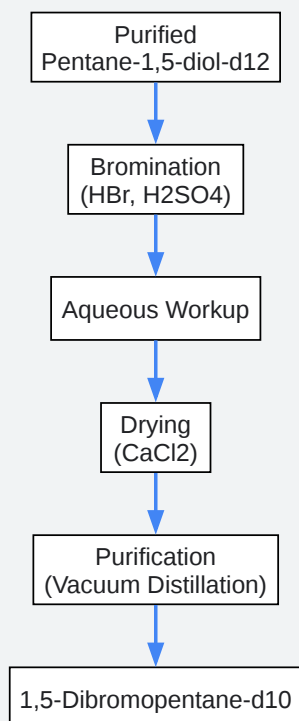 Purified
Pentane-1,5-diol-d12
Bromination
(HBr, H2SO4)
Aqueous Workup
Drying
(CaCl2)
Purification
(Vacuum Distillation)
1,5-Dibromopentane-d10